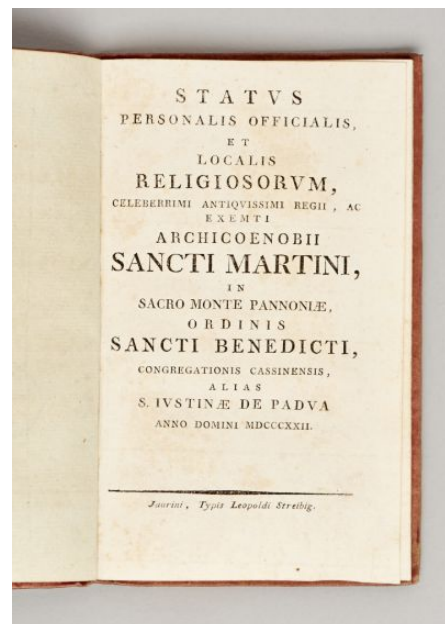 STATVS
PERSONALIS OFFICIALIS,
ET
LOCALIS
RELIGIOSORVM,
CELEBERRIMI ANTIQVISSIMI REGII, AC
EXEMTI
ARCHICOENOBII
SANCTI MARTINI,
IN
SACRO MONTE PANNONIÆ,
ORDINIS
SANCTI BENEDICTI,
CONGREGATIONIS CASSINENSIS,
ALIAS
S. IVSTINÆ DE PADVA
ANNO DOMINI MDCCCXXII.
Jaurini, Typis Leopoldi Streibig.